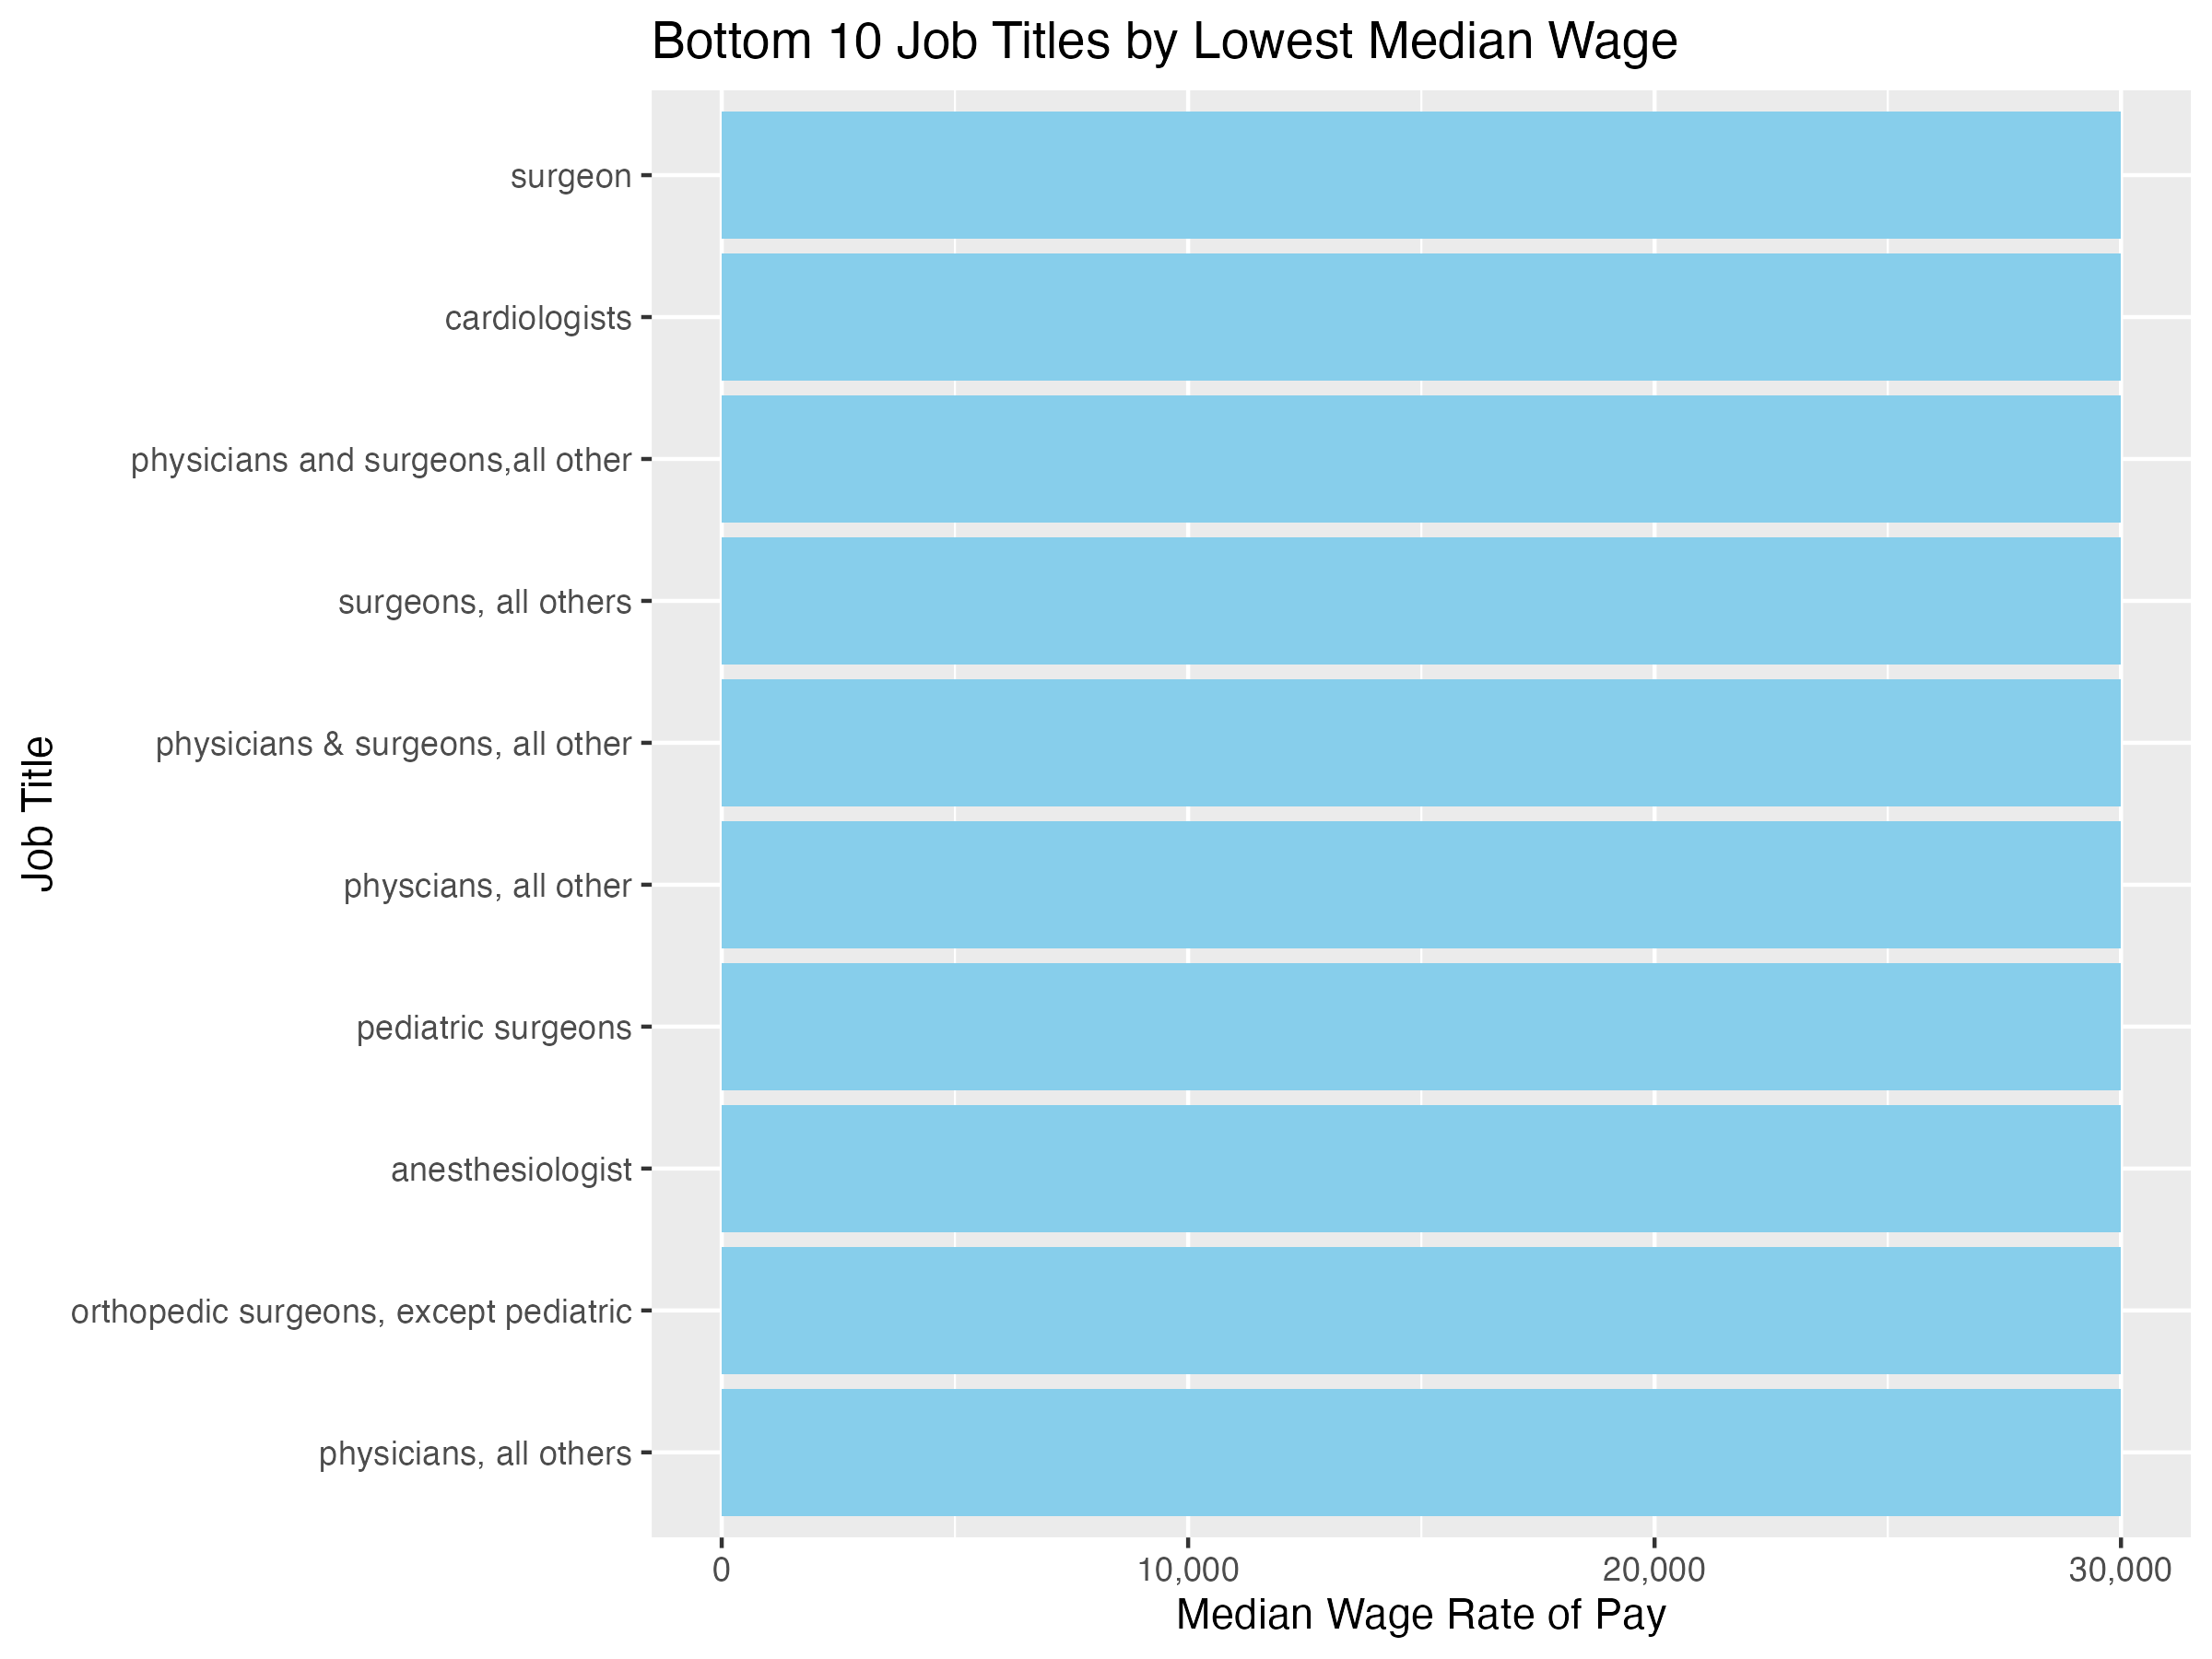 Bottom 10 Job Titles by Lowest Median Wage
surgeon
cardiologists
physicians and surgeons,all other
surgeons, all others
physicians & surgeons, all other
physcians, all other
pediatric surgeons
anesthesiologist
orthopedic surgeons, except pediatric
physicians, all others
Job Title
0 10,000 20,000 30,000
Median Wage Rate of Pay